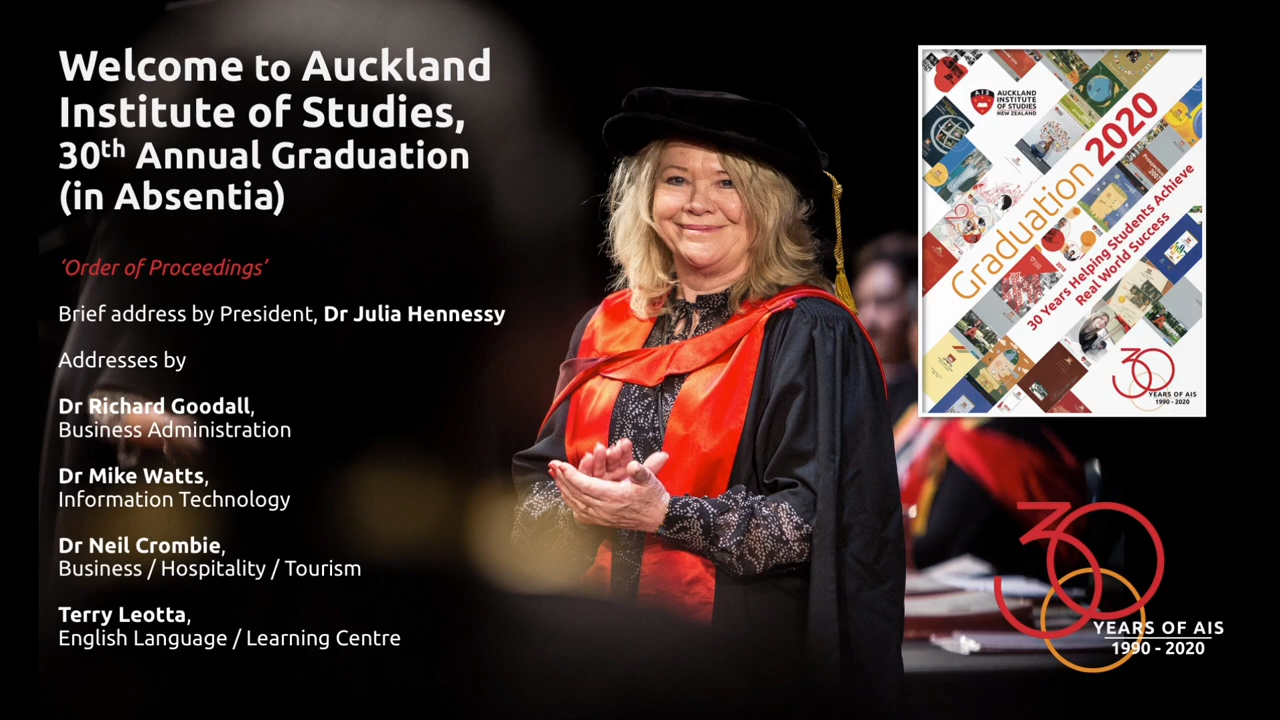 Welcome to Auckland
Institute of Studies,
30th Annual Graduation
(in Absentia)
‘Order of Proceedings’
Brief address by President, Dr Julia Hennessy
Addresses by
Dr Richard Goodall,
Business Administration
Dr Mike Watts,
Information Technology
Dr Neil Crombie,
Business / Hospitality / Tourism
Terry Leotta,
English Language / Learning Centre
AIS
AUCKLAND
INSTITUTE
OF STUDIES
NEW ZEALAND
Graduation 2020
30 Years Helping Students Achieve
Real World Success
30
YEARS OF AIS
1990 - 2020
30
YEARS OF AIS
1990 - 2020